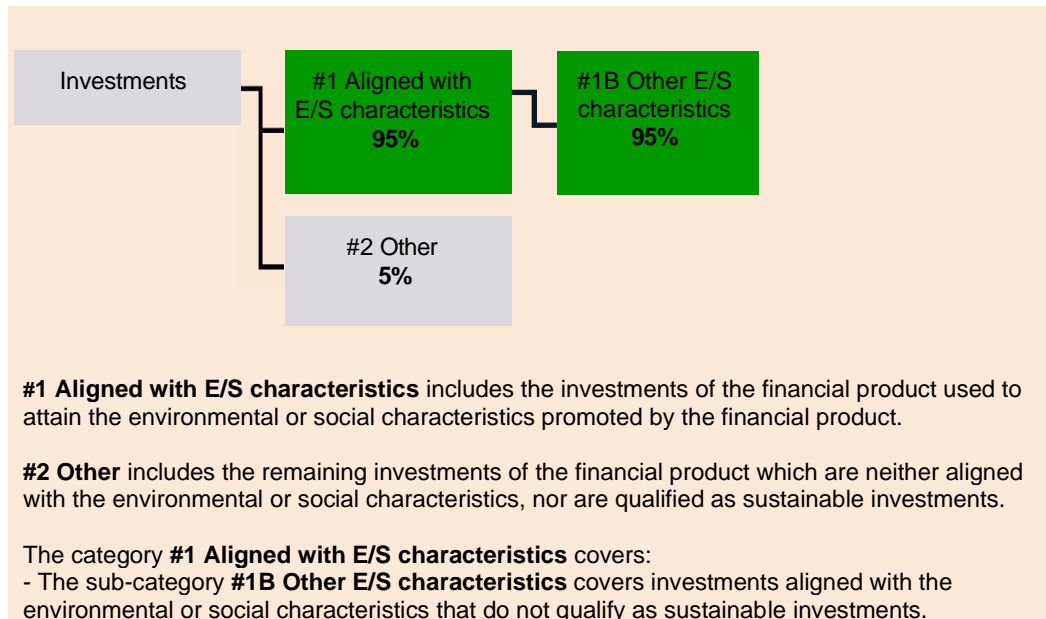 Investments
#1 Aligned with
E/S characteristics
95%
#1B Other E/S
characteristics
95%
#2 Other
5%
#1 Aligned with E/S characteristics includes the investments of the financial product used to
attain the environmental or social characteristics promoted by the financial product.
#2 Other includes the remaining investments of the financial product which are neither aligned
with the environmental or social characteristics, nor are qualified as sustainable investments.
The category #1 Aligned with E/S characteristics covers:
- The sub-category #1B Other E/S characteristics covers investments aligned with the
environmental or social characteristics that do not qualify as sustainable investments.